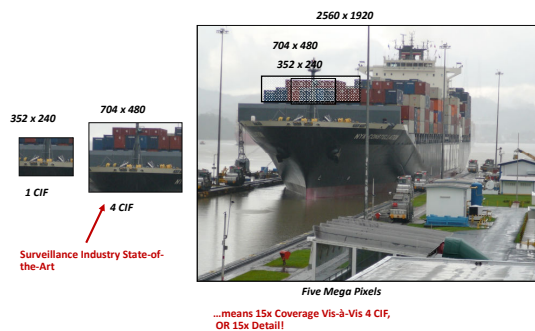 2560 x 1920
704 x 480
352 x 240
704 x 480
352 x 240
1 CIF
4 CIF
Surveillance Industry State-of-
the-Art
Five Mega Pixels
...means 15x Coverage Vis-à-Vis 4 CIF,
OR 15x Detail!